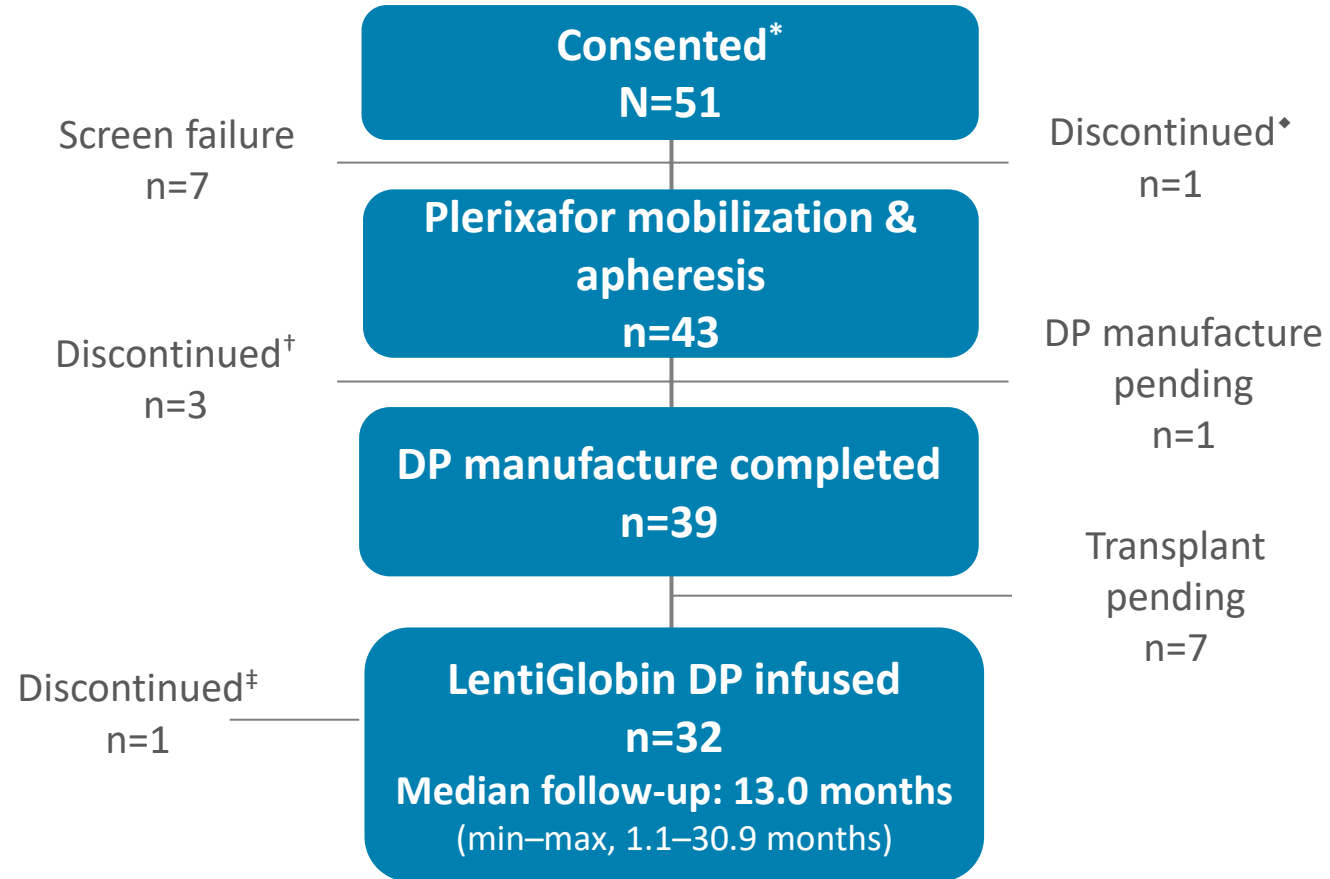 Consented*
N=51
Screen failure
n=7
Discontinued◆
n=1
Plerixafor mobilization &
apheresis
n=43
Discontinued†
n=3
DP manufacture
pending
n=1
DP manufacture completed
n=39
Transplant
pending
n=7
Discontinued‡
n=1
LentiGlobin DP infused
n=32
Median follow-up: 13.0 months
(min–max, 1.1–30.9 months)